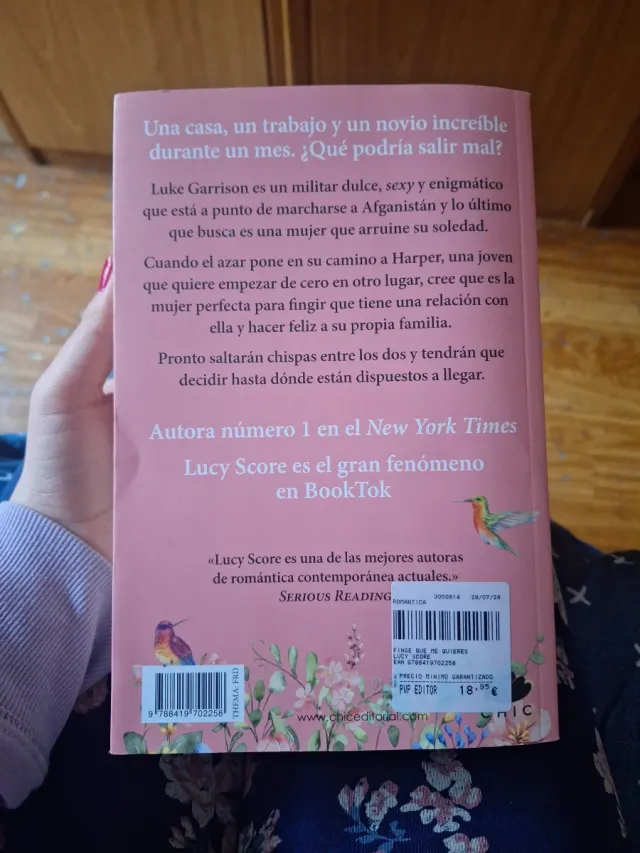 Una casa, un trabajo y un novio increíble
durante un mes. ¿Qué podría salir mal?
Luke Garrison es un militar dulce, sexy y enigmático
que está a punto de marcharse a Afganistán y lo último
que busca es una mujer que arruine su soledad.
Cuando el azar pone en su camino a Harper, una joven
que quiere empezar de cero en otro lugar, cree que es la
mujer perfecta para fingir que tiene una relación con
ella y hacer feliz a su propia familia.
Pronto saltarán chispas entre los dos y tendrán que
decidir hasta dónde están dispuestos a llegar.
Autora número 1 en el New York Times
Lucy Score es el gran fenómeno
en BookTok
«Lucy Score es una de las mejores autoras
de romántica contemporánea actuales.»
SERIOUS READING
ROMANTICA 3000814 29/07/24
FINGE QUE ME QUIERES
LUCY SCORE
EAN 9788419702258
PRECIO MINIMO GARANTIZADO
PVP EDITOR 18,95 €
THEMA: FRD
9 788419 702258
www.chiceditorial.com
CHIC